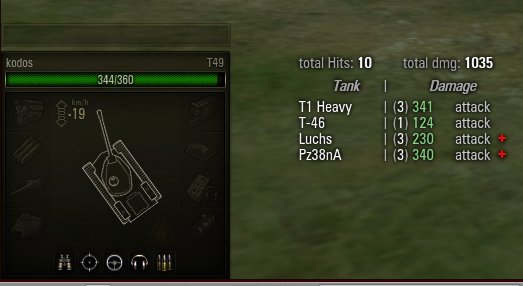 kodos T49
344/360
km/h
-19
total Hits: 10 total dmg: 1035
Tank | Damage
T1 Heavy | (3) 341 attack
T-46 | (1) 124 attack
Luchs | (3) 230 attack +
Pz38nA | (3) 340 attack +